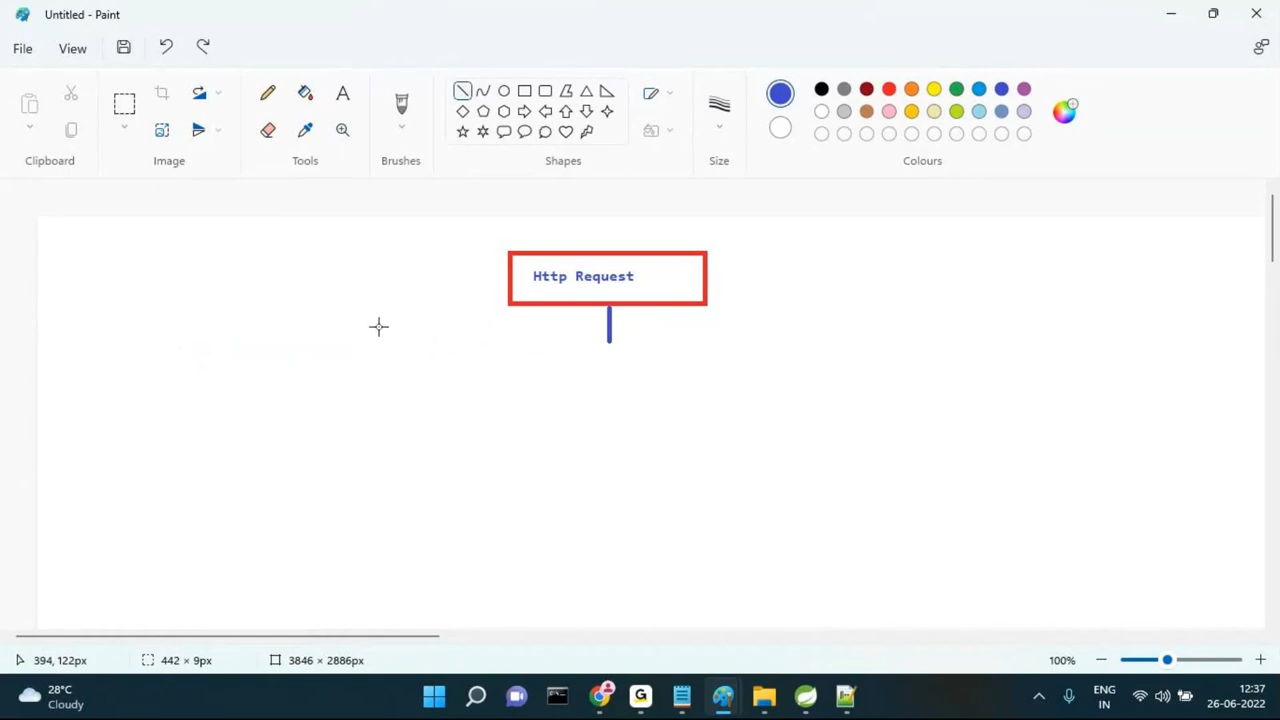 Untitled - Paint
File View
Clipboard Image Tools Brushes Shapes Size Colours
Http Request
394, 122px 442 × 9px 3846 × 2886px 100%
28°C
Cloudy
ENG
IN
12:37
26-06-2022